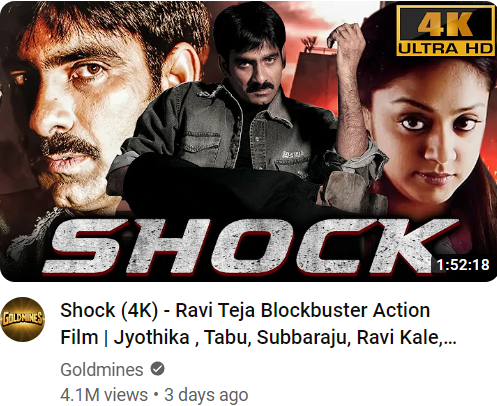 4K
ULTRA HD
SHOCK
1:52:18
GOLDMINES
Shock (4K) - Ravi Teja Blockbuster Action
Film | Jyothika , Tabu, Subbaraju, Ravi Kale,...
Goldmines
4.1M views • 3 days ago